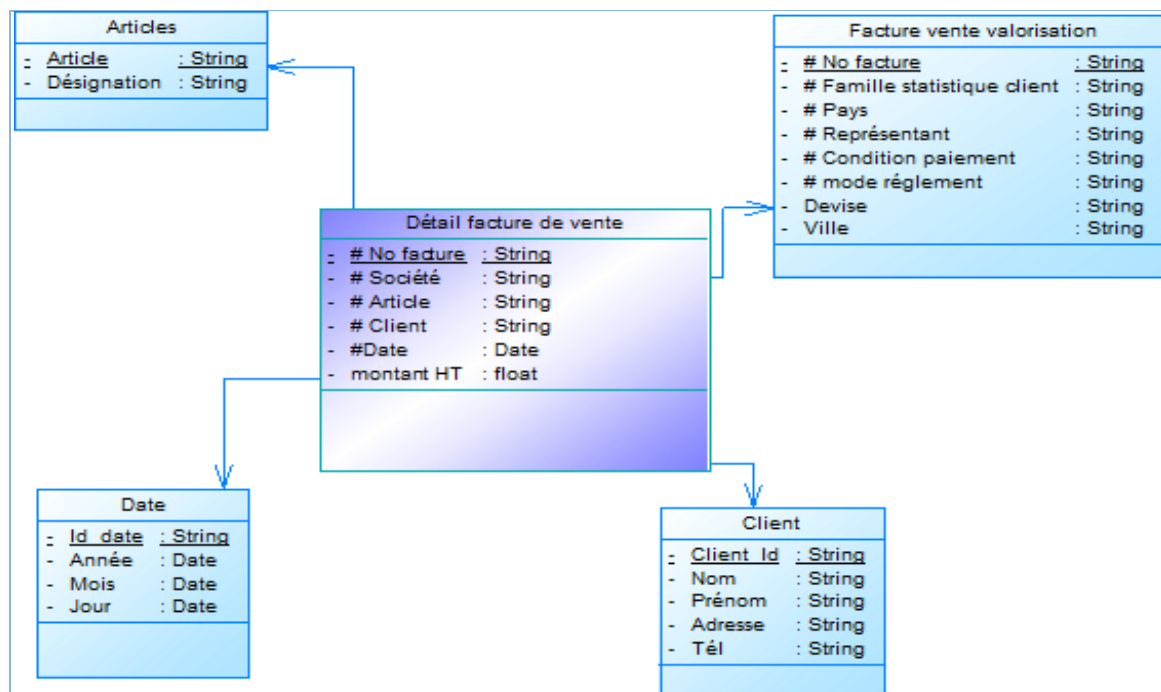 Articles
- Article : String
- Désignation : String
Facture vente valorisation
- # No facture : String
- # Famille statistique client : String
- # Pays : String
- # Représentant : String
- # Condition paiement : String
- # mode réglement : String
- Devise : String
- Ville : String
Détail facture de vente
- # No facture : String
- # Société : String
- # Article : String
- # Client : String
- #Date : Date
- montant HT : float
Date
- Id_date : String
- Année : Date
- Mois : Date
- Jour : Date
Client
- Client_Id : String
- Nom : String
- Prénom : String
- Adresse : String
- Tél : String